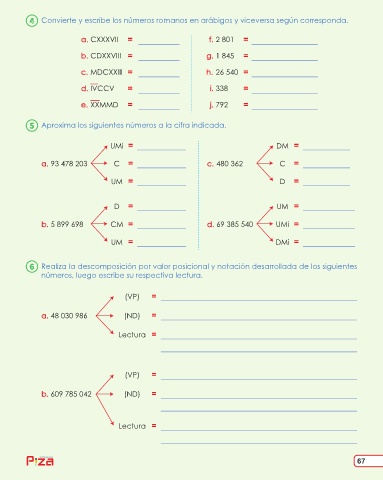 4 Convierte y escribe los números romanos en arábigos y viceversa según corresponda.
a. CXXXVII =
f. 2 801 =
b. CDXXVIII =
g. 1 845 =
c. MDCXXIII =
h. 26 540 =
d. I̅V̅CCV =
i. 338 =
e. X̅X̅MMD =
j. 792 =
5 Aproxima los siguientes números a la cifra indicada.
a. 93 478 203
UMi =
C =
UM =
c. 480 362
DM =
C =
D =
b. 5 899 698
D =
CM =
UM =
d. 69 385 540
UM =
UMi =
DMi =
6 Realiza la descomposición por valor posicional y notación desarrollada de los siguientes
números, luego escribe su respectiva lectura.
a. 48 030 986
(VP) =
(ND) =
Lectura =
b. 609 785 042
(VP) =
(ND) =
Lectura =
Piza
67